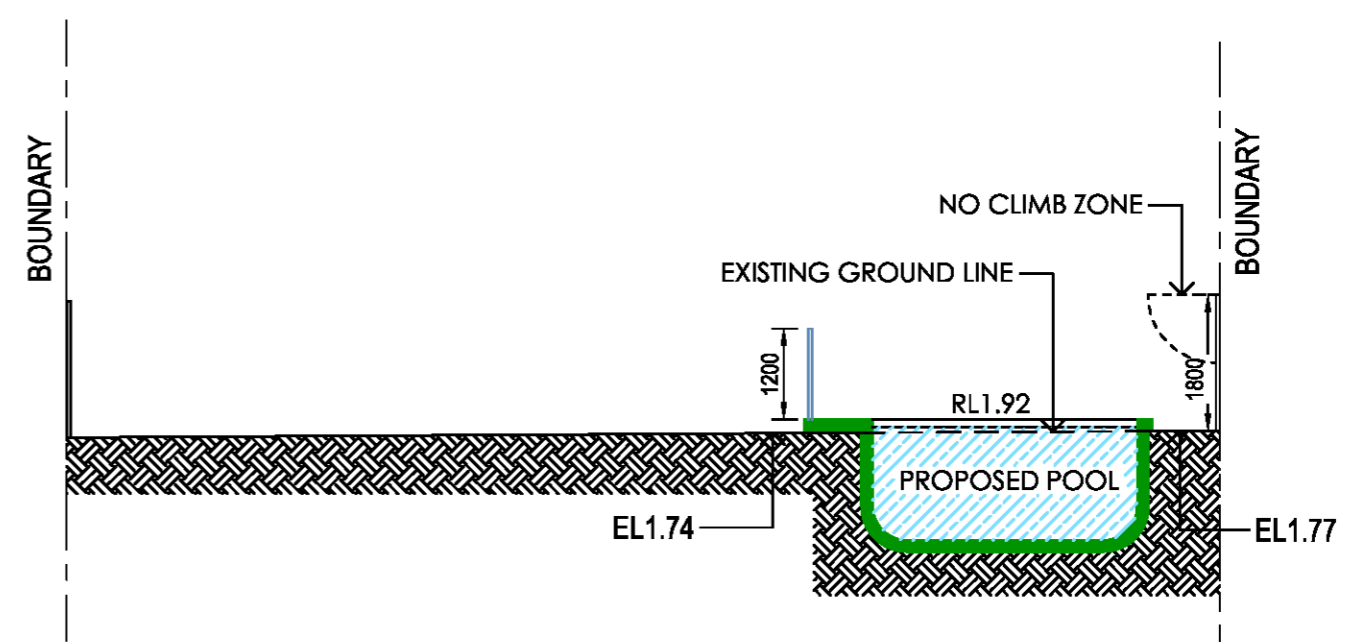 BOUNDARY
BOUNDARY
NO CLIMB ZONE
EXISTING GROUND LINE
1200
1800
RL1.92
PROPOSED POOL
EL1.74
EL1.77